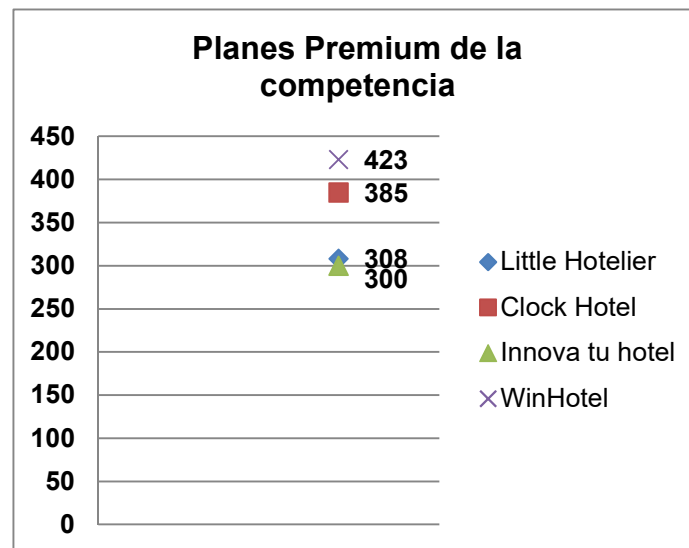 Planes Premium de la
competencia
450
400
350
300
250
200
150
100
50
0
423
385
308
300
Little Hotelier
Clock Hotel
Innova tu hotel
WinHotel